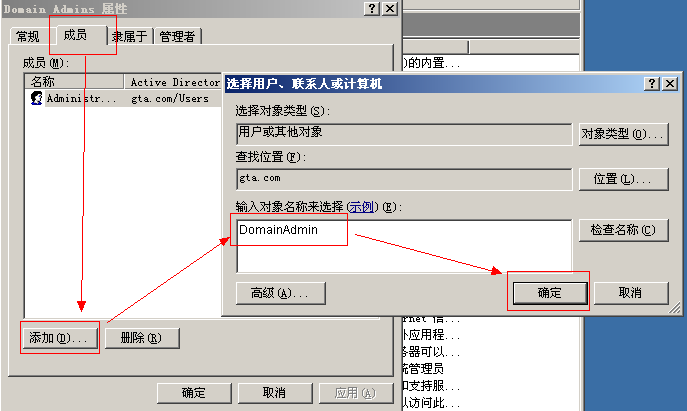 Domain Admins 属性
常规
成员
隶属于
管理者
成员(M):
名称
Active Director
Administr...
gta.com/Users
添加(D)...
删除(R)
确定
取消
应用(A)
)的内置...
选择用户、联系人或计算机
选择对象类型(S):
用户或其他对象
对象类型(O)...
查找位置(F):
gta.com
位置(L)...
输入对象名称来选择(示例)(E):
DomainAdmin
检查名称(C)
高级(A)...
确定
取消
rnet 信...
外应用程...
务器可以...
统管理员
和支持服...
以访问此...